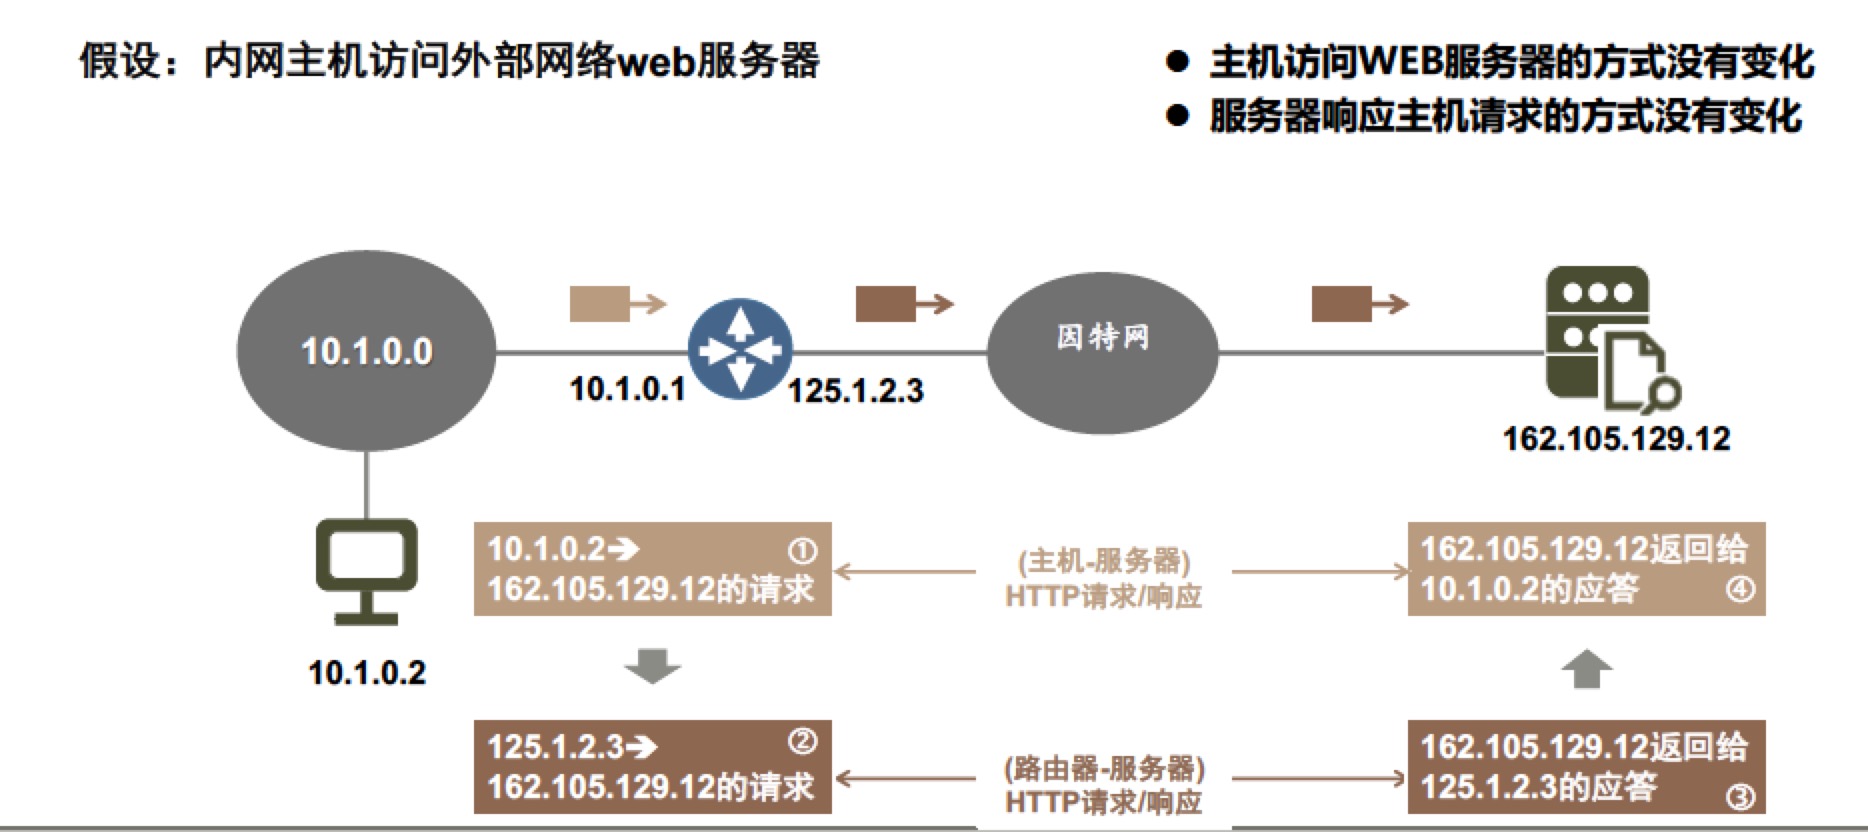 假设：内网主机访问外部网络web服务器
● 主机访问WEB服务器的方式没有变化
● 服务器响应主机请求的方式没有变化
10.1.0.0
因特网
10.1.0.1
125.1.2.3
162.105.129.12
10.1.0.2➔ ①
162.105.129.12的请求
(主机-服务器)
HTTP请求/响应
162.105.129.12返回给
10.1.0.2的应答 ④
10.1.0.2
125.1.2.3➔ ②
162.105.129.12的请求
(路由器-服务器)
HTTP请求/响应
162.105.129.12返回给
125.1.2.3的应答 ③